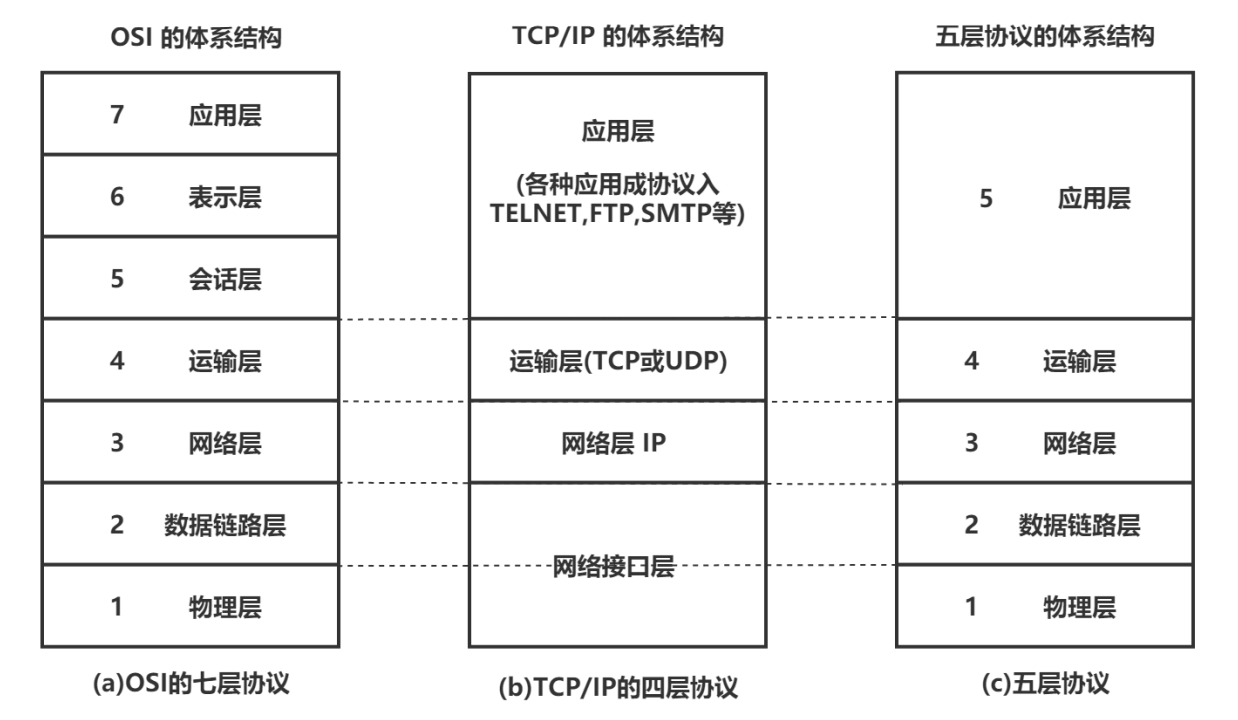 OSI 的体系结构
TCP/IP 的体系结构
五层协议的体系结构
7 应用层
6 表示层
5 会话层
4 运输层
3 网络层
2 数据链路层
1 物理层
(a)OSI的七层协议
应用层
(各种应用成协议入
TELNET,FTP,SMTP等)
运输层(TCP或UDP)
网络层 IP
网络接口层
(b)TCP/IP的四层协议
5 应用层
4 运输层
3 网络层
2 数据链路层
1 物理层
(c)五层协议